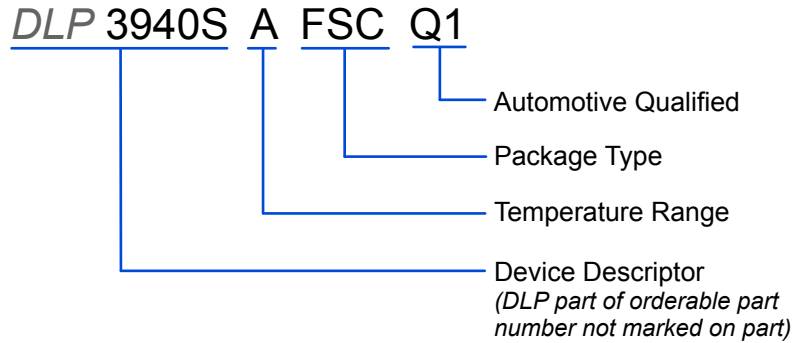 DLP 3940S A FSC Q1
Automotive Qualified
Package Type
Temperature Range
Device Descriptor
(DLP part of orderable part
number not marked on part)